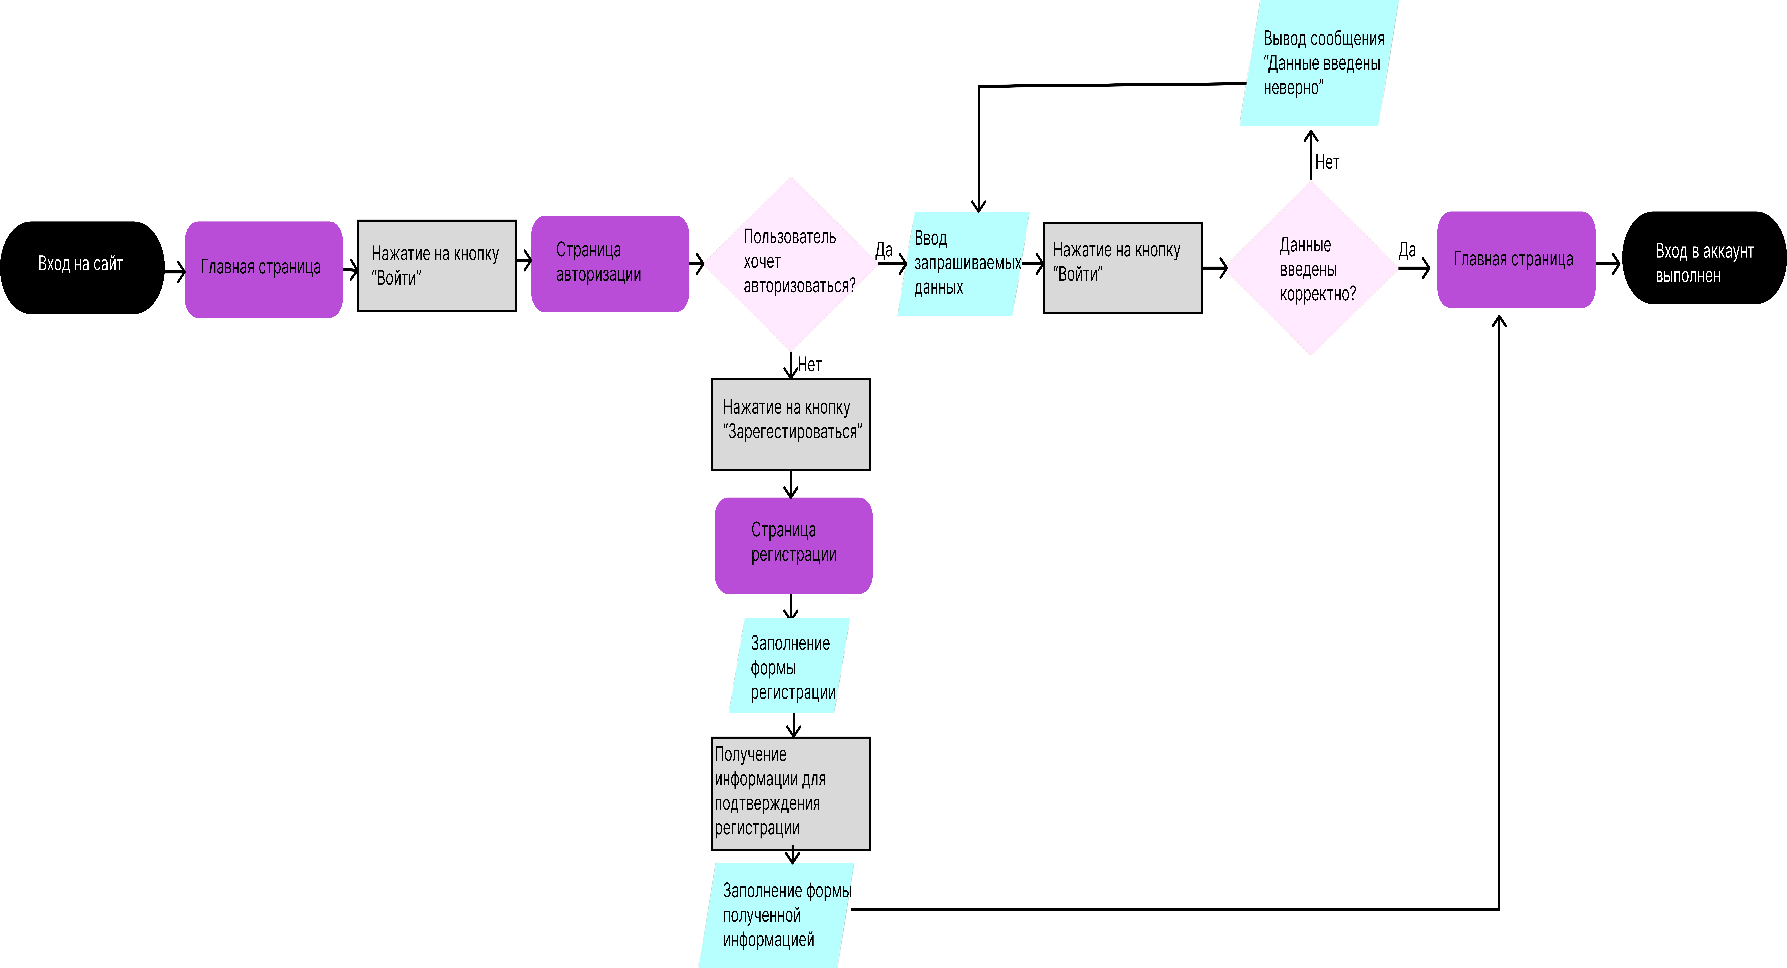 Вывод сообщения
“Данные введены
неверно”
Нет
Вход на сайт
Главная страница
Нажатие на кнопку
“Войти”
Страница
авторизации
Пользователь
хочет
авторизоваться?
Да
Ввод
запрашиваемых
данных
Нажатие на кнопку
“Войти”
Данные
введены
корректно?
Да
Главная страница
Вход в аккаунт
выполнен
Нет
Нажатие на кнопку
“Зарегестироваться”
Страница
регистрации
Заполнение
формы
регистрации
Получение
информации для
подтверждения
регистрации
Заполнение формы
полученной
информацией